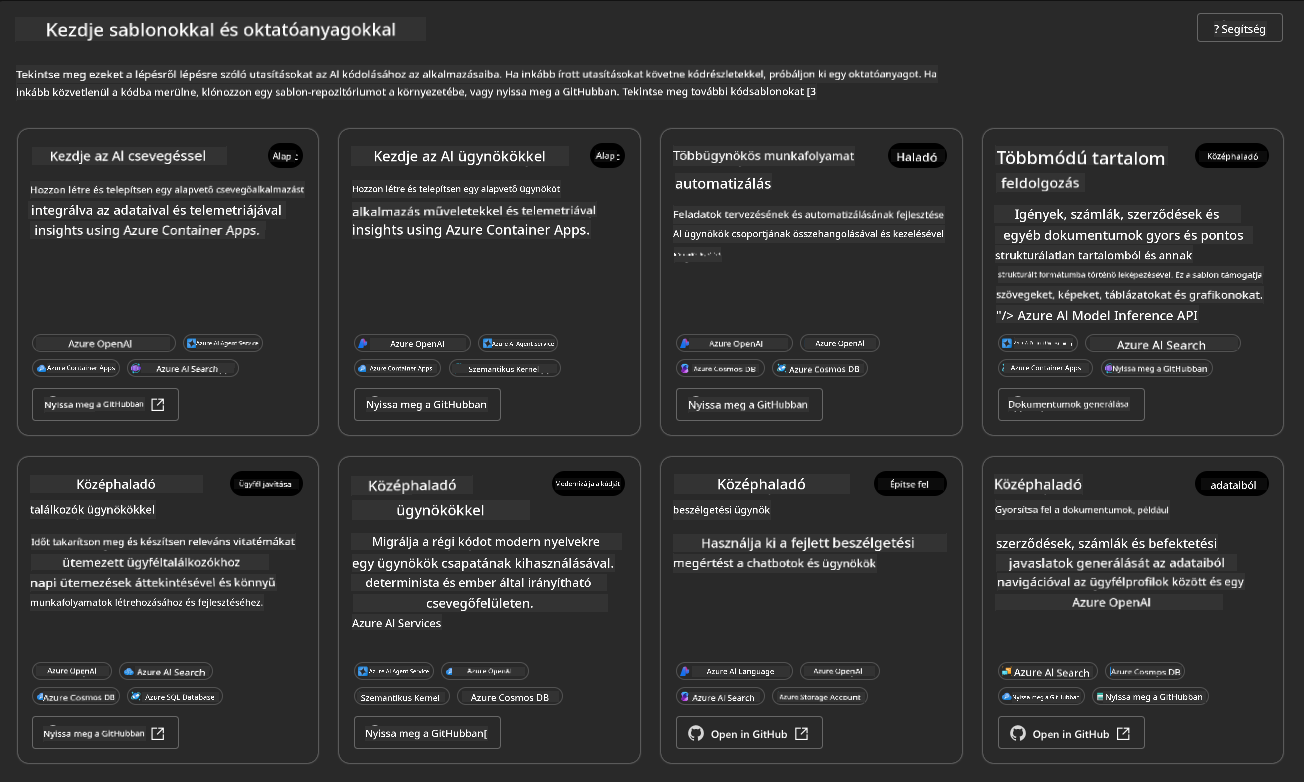 Kezdje sablonokkal és oktatóanyagokkal
? Segítség
Tekintse meg ezeket a lépésről lépésre szóló utasításokat az AI kódolásához az alkalmazásaiba. Ha inkább írott utasításokat követne kódrészletekkel, próbáljon ki egy oktatóanyagot. Ha
inkább közvetlenül a kódba merülne, klónozzon egy sablon-repozitóriumot a környezetébe, vagy nyissa meg a GitHubban. Tekintse meg további kódsablonokat [3
Kezdje az AI csevegéssel
Alap :
Hozzon létre és telepítsen egy alapvető csevegőalkalmazást
integrálva az adataival és telemetriájával
insights using Azure Container Apps.
Azure OpenAI
Azure AI Agent Service
Azure Container Apps
Azure AI Search
Nyissa meg a GitHubban
Kezdje az AI ügynökökkel
Alap :
Hozzon létre és telepítsen egy alapvető ügynököt
alkalmazás műveletekkel és telemetriával
insights using Azure Container Apps.
Azure OpenAI
Azure AI Agent Service
Azure Container Apps
Szemantikus Kernel
Nyissa meg a GitHubban
Többügynökös munkafolyamat
Haladó
automatizálás
Feladatok tervezésének és automatizálásának fejlesztése
AI ügynökök csoportjának összehangolásával és kezelésével
Azure OpenAI
Azure OpenAI
Azure Cosmos DB
Azure Cosmos DB
Nyissa meg a GitHubban
Többmódú tartalom
Középhaladó
feldolgozás
Igények, számlák, szerződések és
egyéb dokumentumok gyors és pontos
strukturálatlan tartalomból és annak
strukturált formátumba történő leképezésével. Ez a sablon támogatja
szövegeket, képeket, táblázatokat és grafikonokat.
"/> Azure AI Model Inference API
Azure AI Search
Azure Container Apps
Nyissa meg a GitHubban
Dokumentumok generálása
Középhaladó
Ügyfél javítása
találkozók ügynökökkel
Időt takarítson meg és készítsen releváns vitatémákat
ütemezett ügyféltalálkozókhoz
napi ütemezések áttekintésével és könnyű
munkafolyamatok létrehozásához és fejlesztéséhez.
Azure OpenAI
Azure AI Search
Azure Cosmos DB
Azure SQL Database
Nyissa meg a GitHubban
Középhaladó
Modernizálja a kódját
ügynökökkel
Migrálja a régi kódot modern nyelvekre
egy ügynökök csapatának kihasználásával.
determinista és ember által irányítható
csevegőfelületen.
Azure AI Services
Azure AI Agent Service
Azure OpenAI
Szemantikus Kernel
Azure Cosmos DB
Nyissa meg a GitHubban[
Középhaladó
Építse fel
beszélgetési ügynök
Használja ki a fejlett beszélgetési
megértést a chatbotok és ügynökök
Azure AI Language
Azure OpenAI
Azure AI Search
Azure Storage Account
Open in GitHub
Középhaladó
adataiból
Gyorsítsa fel a dokumentumok, például
szerződések, számlák és befektetési
javaslatok generálását az adataiból
navigációval az ügyfélprofilok között és egy
Azure OpenAI
Azure AI Search
Azure Cosmos DB
Nyissa meg a GitHubban
Nyissa meg a GitHubban
Open in GitHub